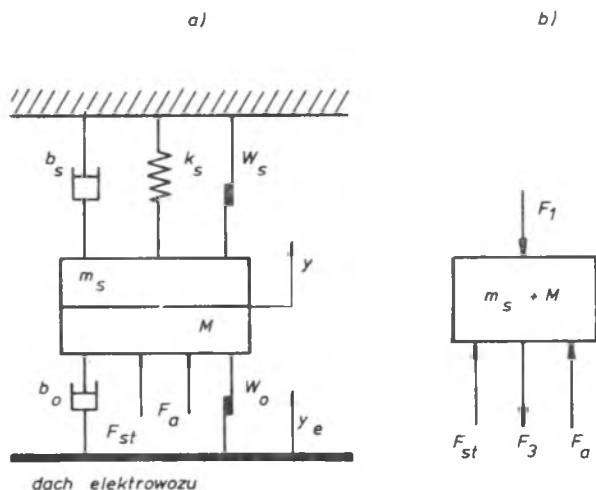 a)
b)
b_s
k_s
W_s
F_1
y
m_s
m_s + M
M
b_o
F_st
F_a
W_o
y_e
F_st
F_3
F_a
dach elektrowozu